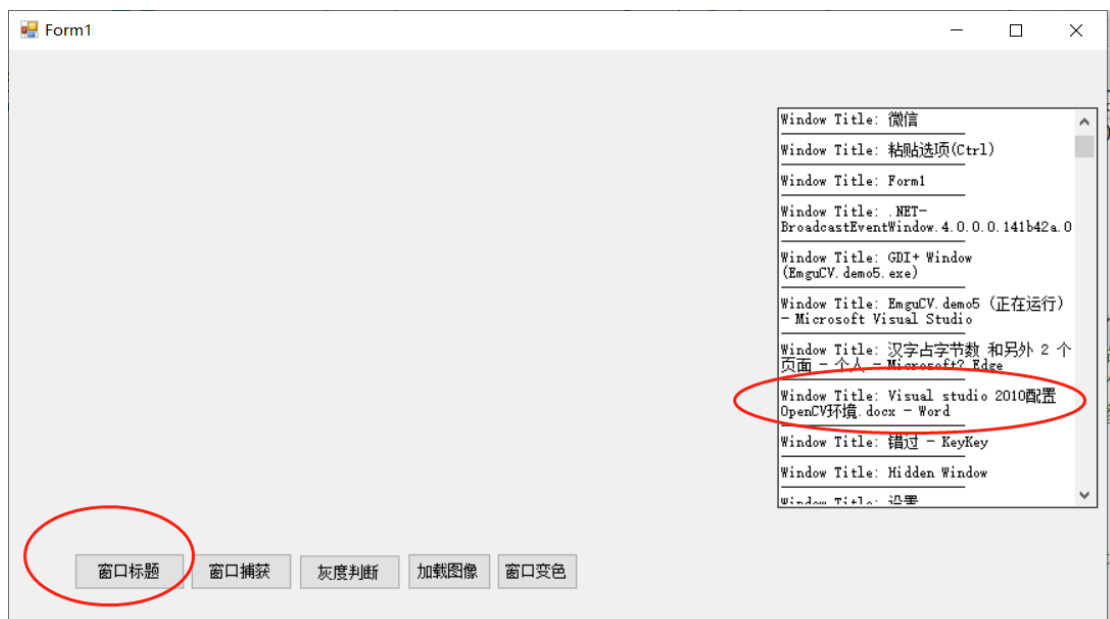 Form1
Window Title: 微信
Window Title: 粘贴选项(Ctrl)
Window Title: Form1
Window Title: .NET-
BroadcastEventWindow.4.0.0.0.141b42a.0
Window Title: GDI+ Window
(EmguCV.demo5.exe)
Window Title: EmguCV.demo5 (正在运行)
- Microsoft Visual Studio
Window Title: 汉字占字节数 和另外 2 个
页面 - 个人 - Microsoft? Edge
Window Title: Visual studio 2010配置
OpenCV环境.docx - Word
Window Title: 错过 - KeyKey
Window Title: Hidden Window
Window Title: 设置
窗口标题 窗口捕获 灰度判断 加载图像 窗口变色